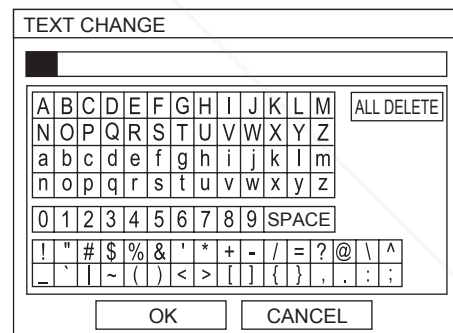 TEXT CHANGE
A B C D E F G H I J K L M ALL DELETE
N O P Q R S T U V W X Y Z
a b c d e f g h i j k l m
n o p q r s t u v w x y z
0 1 2 3 4 5 6 7 8 9 SPACE
! " # $ % & ' * + - / = ? @ \ ^
_ ` | ~ ( ) < > [ ] { } , . : ;
OK CANCEL